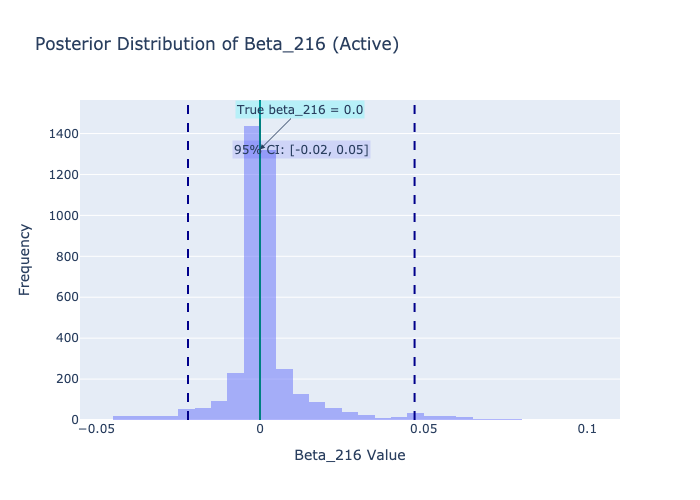 Posterior Distribution of Beta_216 (Active)
True beta_216 = 0.0
95% CI: [-0.02, 0.05]
1400
1200
1000
800
600
400
200
0
Frequency
−0.05
0
0.05
0.1
Beta_216 Value